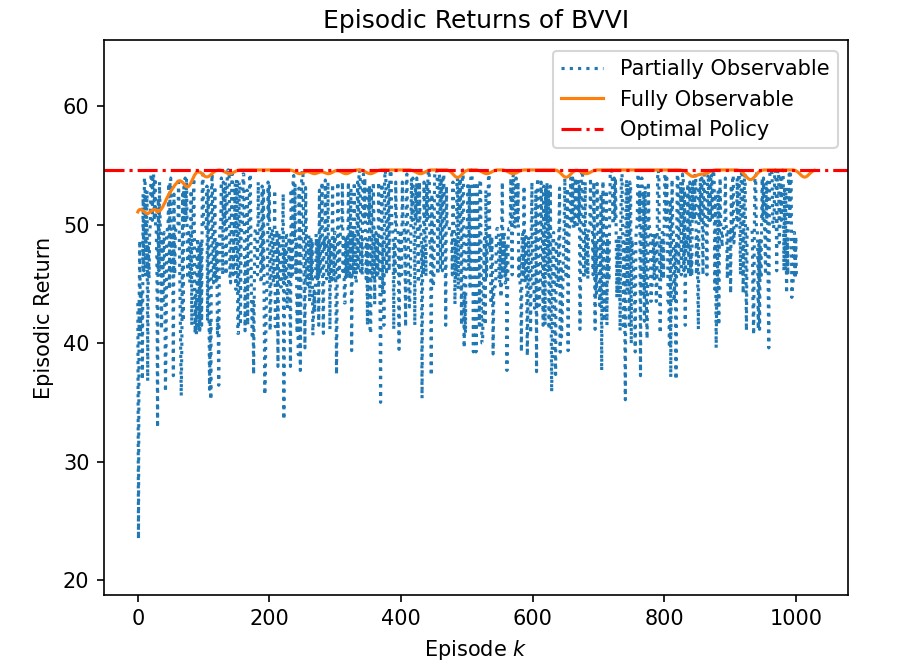 Episodic Returns of BVVI
Partially Observable
Fully Observable
Optimal Policy
60
50
40
30
20
Episodic Return
0
200
400
600
800
1000
Episode k